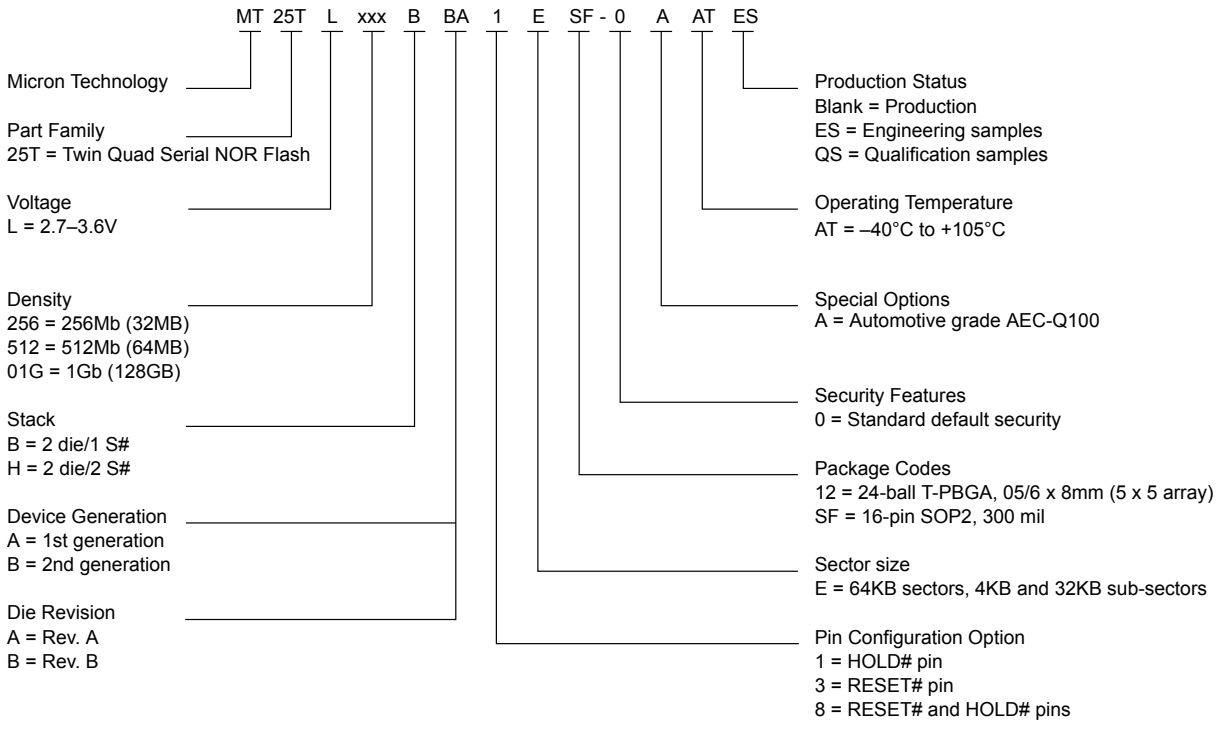 MT 25T L xxx B BA 1 E SF - 0 A AT ES
Micron Technology
Part Family
25T = Twin Quad Serial NOR Flash
Voltage
L = 2.7–3.6V
Density
256 = 256Mb (32MB)
512 = 512Mb (64MB)
01G = 1Gb (128GB)
Stack
B = 2 die/1 S#
H = 2 die/2 S#
Device Generation
A = 1st generation
B = 2nd generation
Die Revision
A = Rev. A
B = Rev. B
Production Status
Blank = Production
ES = Engineering samples
QS = Qualification samples
Operating Temperature
AT = –40°C to +105°C
Special Options
A = Automotive grade AEC-Q100
Security Features
0 = Standard default security
Package Codes
12 = 24-ball T-PBGA, 05/6 x 8mm (5 x 5 array)
SF = 16-pin SOP2, 300 mil
Sector size
E = 64KB sectors, 4KB and 32KB sub-sectors
Pin Configuration Option
1 = HOLD# pin
3 = RESET# pin
8 = RESET# and HOLD# pins